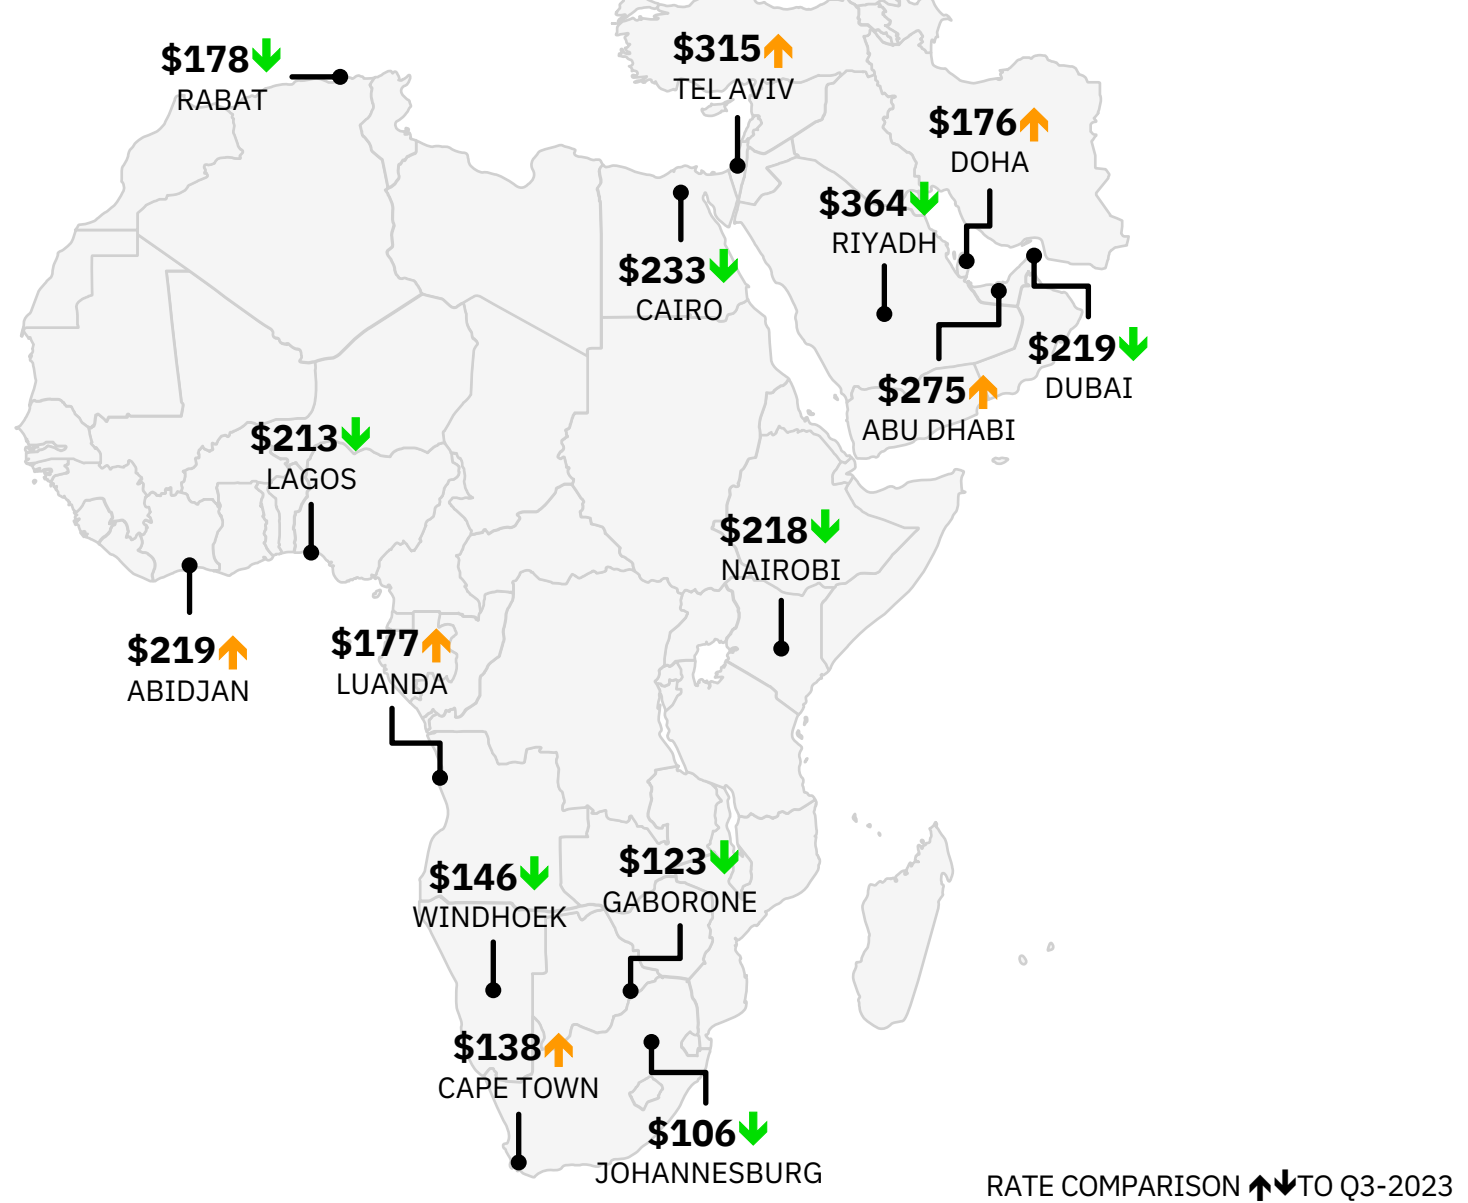 $315↑
TEL AVIV
$178↓
RABAT
$176↑
DOHA
$364↓
RIYADH
$233↓
CAIRO
$219↓
DUBAI
$275↑
ABU DHABI
$213↓
LAGOS
$218↓
NAIROBI
$219↑
ABIDJAN
$177↑
LUANDA
$146↓
WINDHOEK
$123↓
GABORONE
$138↑
CAPE TOWN
$106↓
JOHANNESBURG
RATE COMPARISON ↑↓TO Q3-2023